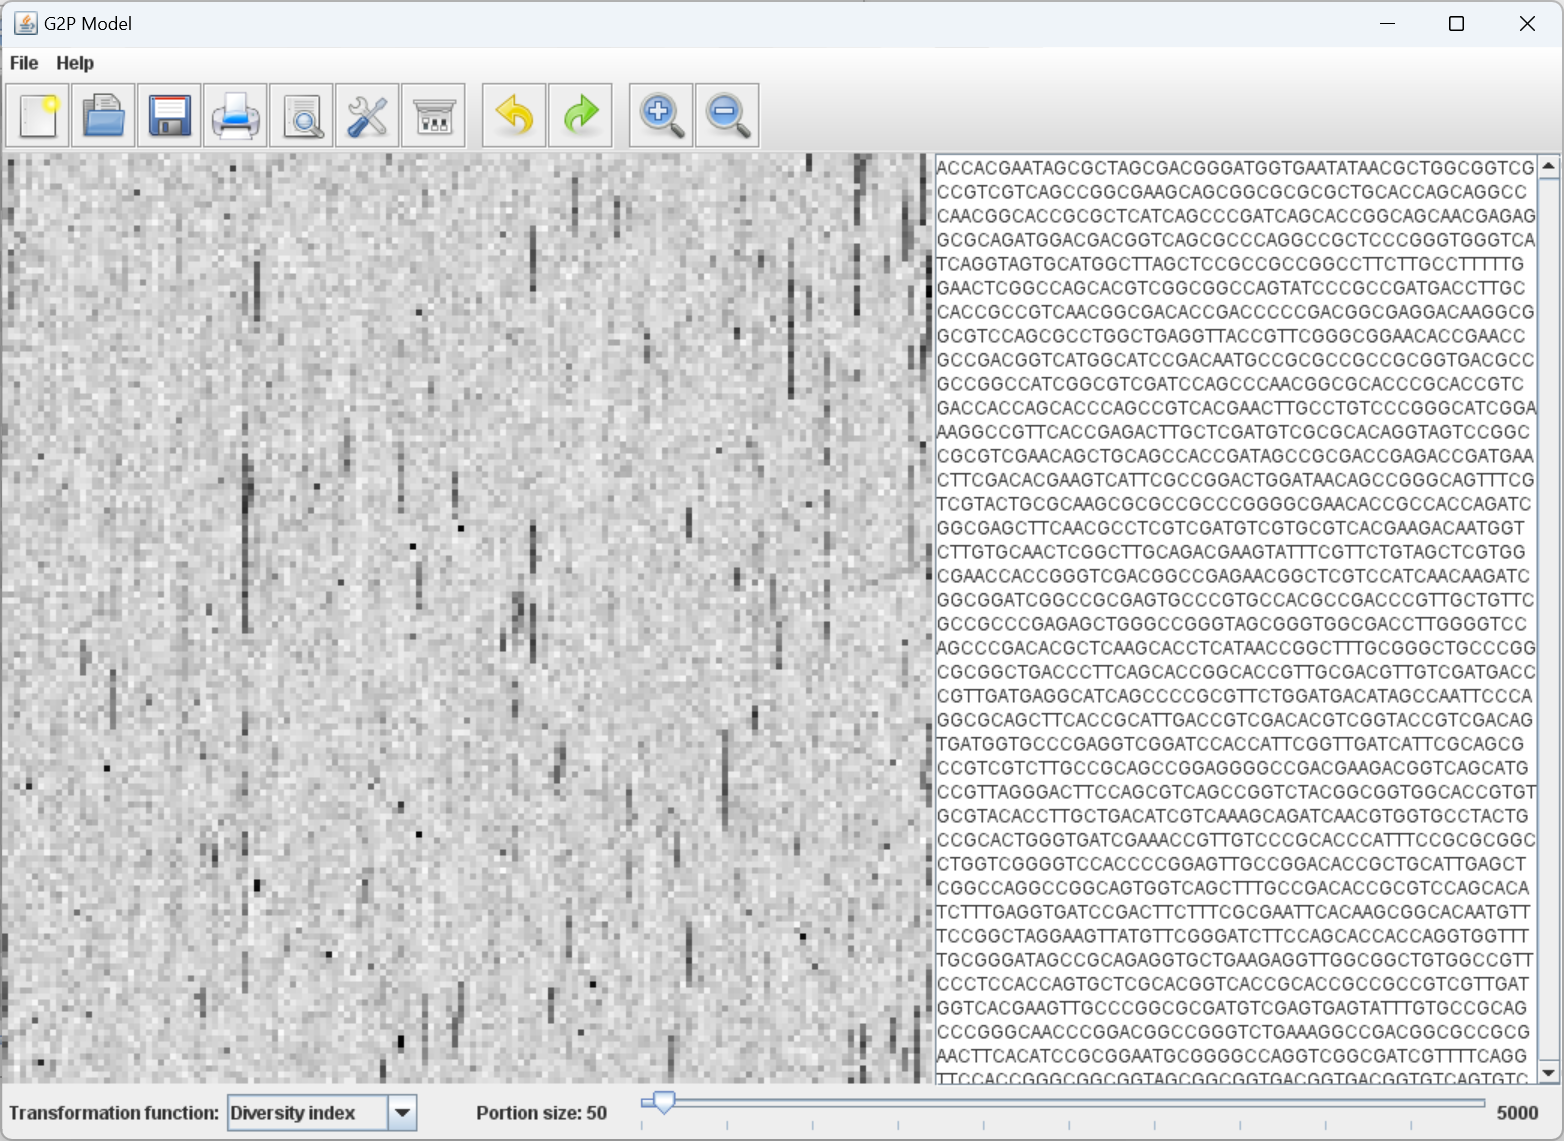 G2P Model
File Help
ACCACGAATAGCGCTAGCGACGGGATGGTGAATATAACGCTGGCGGTCG
CCGTCGTCAGCCGGCGAAGCAGCGGCGCGCGCTGCACCAGCAGGCC
CAACGGCACCGCGCTCATCAGCCCGATCAGCACCGGCAGCAACGAGAG
GCGCAGATGGACGACGGTCAGCGCCCAGGCCGCTCCCGGGTGGGTCA
TCAGGTAGTGCATGGCTTAGCTCCGCCGCCGGCCTTCTTGCCTTTTTG
GAACTCGGCCAGCACGTCGGCGGCCAGTATCCCGCCGATGACCTTGC
CACCGCCGTCAACGGCGACACCGACCCCCGACGGCGAGGACAAGGCG
GCGTCCAGCGCCTGGCTGAGGTTACCGTTCGGGCGGAACACCGAACC
GCCGACGGTCATGGCATCCGACAATGCCGCGCCGCCGCGGTGACGCC
GCCGGCCATCGGCGTCGATCCAGCCCAACGGCGCACCCGCACCGTC
GACCACCAGCACCCAGCCGTCACGAACTTGCCTGTCCCGGGCATCGGA
AAGGCCGTTCACCGAGACTTGCTCGATGTCGCGCACAGGTAGTCCGGC
CGCGTCGAACAGCTGCAGCCACCGATAGCCGCGACCGAGACCGATGAA
CTTCGACACGAAGTCATTCGCCGGACTGGATAACAGCCGGGCAGTTTCG
TCGTACTGCGCAAGCGCGCCGCCCGGGGCGAACACCGCCACCAGATC
GGCGAGCTTCAACGCCTCGTCGATGTCGTGCGTCACGAAGACAATGGT
CTTGTGCAACTCGGCTTGCAGACGAAGTATTTCGTTCTGTAGCTCGTGG
CGAACCACCGGGTCGACGGCCGAGAACGGCTCGTCCATCAACAAGATC
GGCGGATCGGCCGCGAGTGCCCGTGCCACGCCGACCCGTTGCTGTTC
GCCGCCCGAGAGCTGGGCCGGGTAGCGGGTGGCGACCTTGGGGTCC
AGCCCGACACGCTCAAGCACCTCATAACCGGCTTTGCGGGCTGCCCGG
CGCGGCTGACCCTTCAGCACCGGCACCGTTGCGACGTTGTCGATGACC
CGTTGATGAGGCATCAGCCCCGCGTTCTGGATGACATAGCCAATTCCCA
GGCGCAGCTTCACCGCATTGACCGTCGACACGTCGGTACCGTCGACAG
TGATGGTGCCCGAGGTCGGATCCACCATTCGGTTGATCATTCGCAGCG
CCGTCGTCTTGCCGCAGCCGGAGGGGCCGACGAAGACGGTCAGCATG
CCGTTAGGGACTTCCAGCGTCAGCCGGTCTACGGCGGTGGCACCGTGT
GCGTACACCTTGCTGACATCGTCAAAGCAGATCAACGTGGTGCCTACTG
CCGCACTGGGTGATCGAAACCGTTGTCCCGCACCCATTTCCGCGCGGC
CTGGTCGGGGTCCACCCCGGAGTTGCCGGACACCGCTGCATTGAGCT
CGGCCAGGCCGGCAGTGGTCAGCTTTGCCGACACCGCGTCCAGCACA
TCTTTGAGGTGATCCGACTTCTTTCGCGAATTCACAAGCGGCACAATGTT
TCCGGCTAGGAAGTTATGTTCGGGATCTTCCAGCACCACCAGGTGGTTT
TGCGGGATAGCCGCAGAGGTGCTGAAGAGGTTGGCGGCTGTGGCCGTT
CCCTCCACCAGTGCTCGCACGGTCACCGCACCGCCGCCGTCGTTGAT
GGTCACGAAGTTGCCCGGCGCGATGTCGAGTGAGTATTTGTGCCGCAG
CCCGGGCAACCCGGACGGCCGGGTCTGAAAGGCCGACGGCGCCGCG
AACTTCACATCCGCGGAATGCGGGGCCAGGTCGGCGATCGTTTTCAGG
TTCCACCGGGCGGCGGTAGCGGCGGTGACGGTGACGGTGTCAGTGTC
Transformation function: Diversity index Portion size: 50 5000